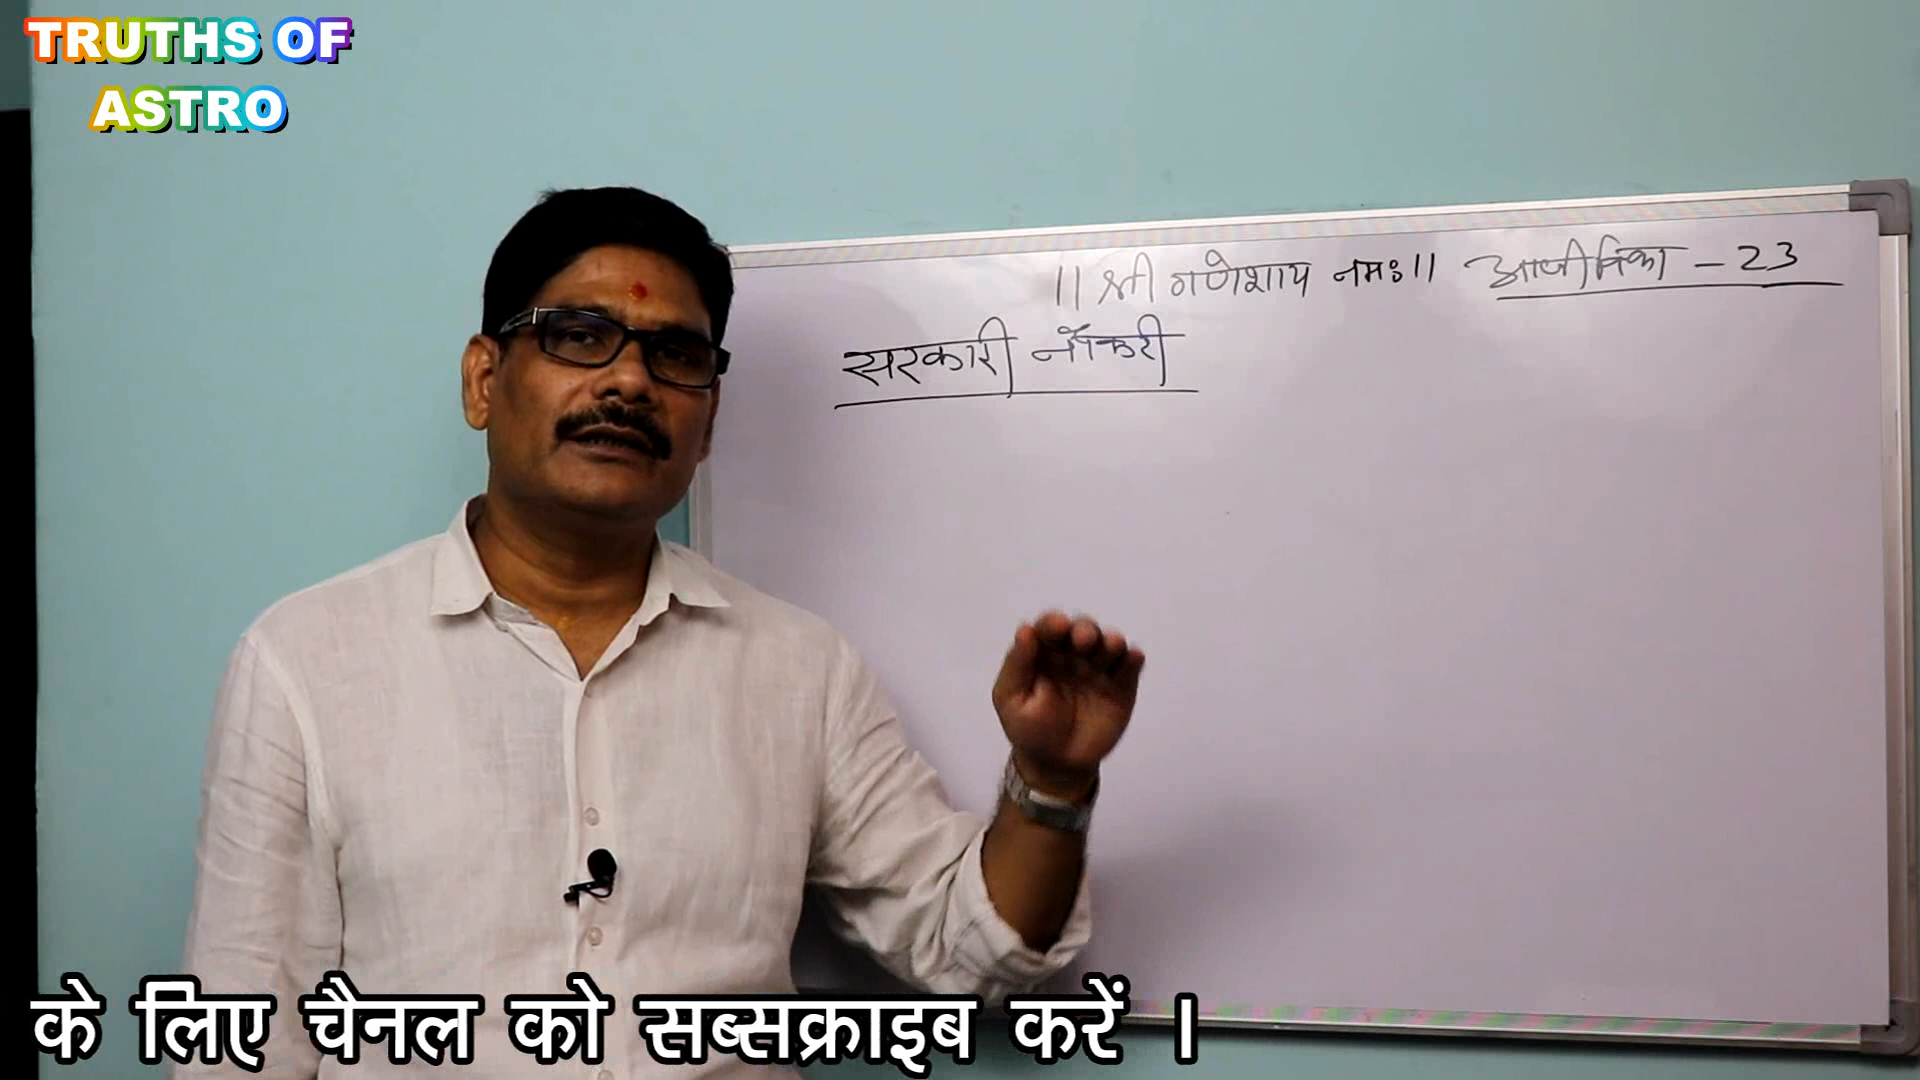 TRUTHS OF
ASTRO
॥ श्री गणेशाय नमः ॥ आजीविका - 23
सरकारी नौकरी
के लिए चैनल को सब्सक्राइब करें ।